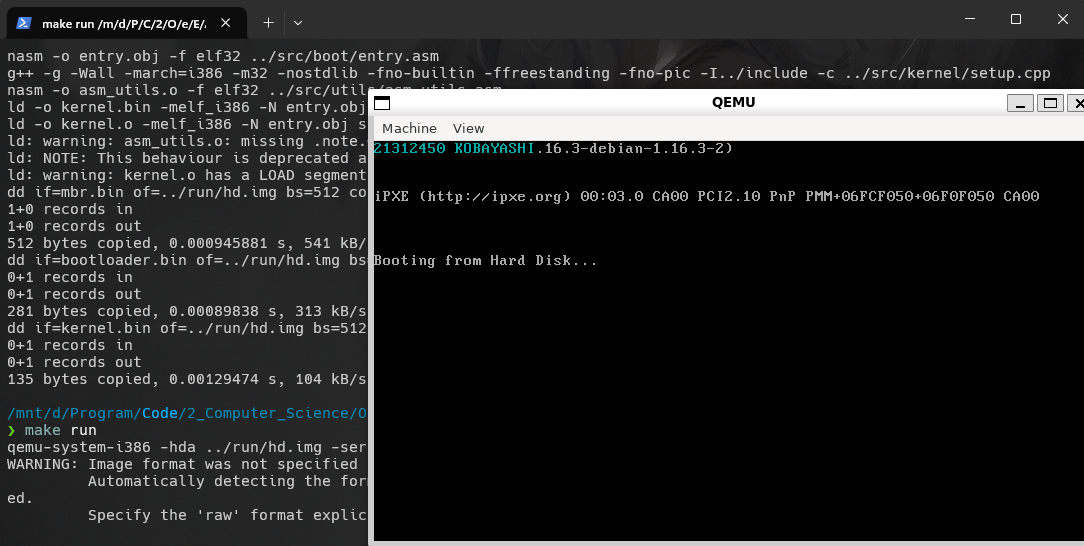 make run /m/d/P/C/2/O/e/E/
nasm -o entry.obj -f elf32 ../src/boot/entry.asm
g++ -g -Wall -march=i386 -m32 -nostdlib -fno-builtin -ffreestanding -fno-pic -I../include -c ../src/kernel/setup.cpp
nasm -o asm_utils.o -f elf32 ../src/utils/asm_utils.asm
ld -o kernel.bin -melf_i386 -N entry.obj
ld -o kernel.o -melf_i386 -N entry.obj s
ld: warning: asm_utils.o: missing .note.
ld: NOTE: This behaviour is deprecated a
ld: warning: kernel.o has a LOAD segment
dd if=mbr.bin of=../run/hd.img bs=512 co
1+0 records in
1+0 records out
512 bytes copied, 0.000945881 s, 541 kB/
dd if=bootloader.bin of=../run/hd.img bs=
0+1 records in
0+1 records out
281 bytes copied, 0.00089838 s, 313 kB/s
dd if=kernel.bin of=../run/hd.img bs=512
0+1 records in
0+1 records out
135 bytes copied, 0.00129474 s, 104 kB/s
/mnt/d/Program/Code/2_Computer_Science/O
❯ make run
qemu-system-i386 -hda ../run/hd.img -ser
WARNING: Image format was not specified
Automatically detecting the for
ed.
Specify the 'raw' format explic
QEMU
Machine View
21312450 KOBAYASHI.16.3-debian-1.16.3-2)
iPXE (http://ipxe.org) 00:03.0 CA00 PCI2.10 PnP PMM+06FCF050+06F0F050 CA00
Booting from Hard Disk...